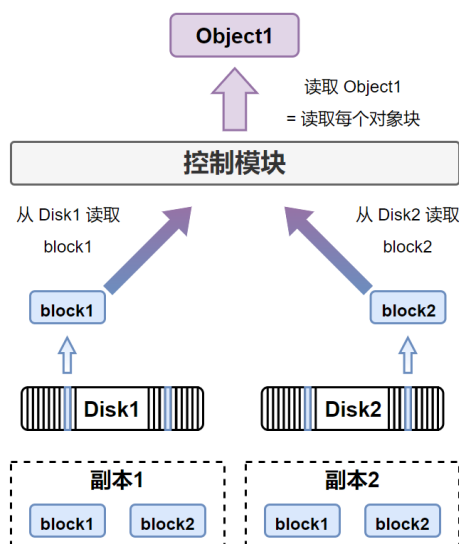 Object1
读取 Object1
= 读取每个对象块
控制模块
从 Disk1 读取
block1
从 Disk2 读取
block2
block1
block2
Disk1
Disk2
副本1
副本2
block1
block2
block1
block2